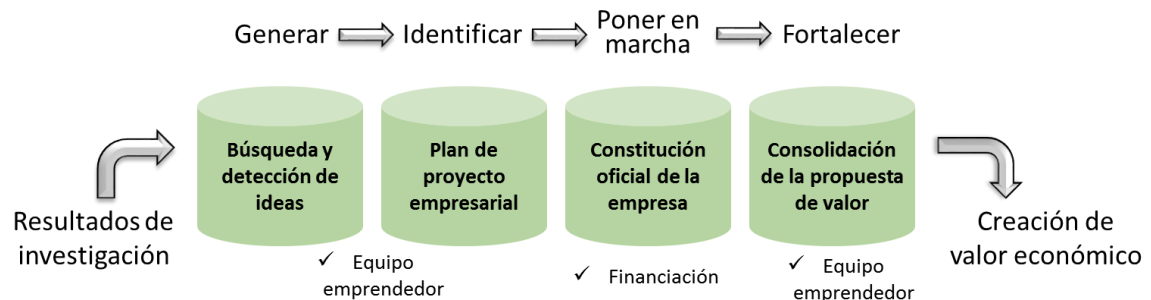 Generar
Identificar
Poner en
marcha
Fortalecer
Búsqueda y
detección de
ideas
Plan de
proyecto
empresarial
Constitución
oficial de la
empresa
Consolidación
de la propuesta
de valor
Resultados de
investigación
Creación de
valor económico
✓ Equipo
emprendedor
✓ Financiación
✓ Equipo
emprendedor